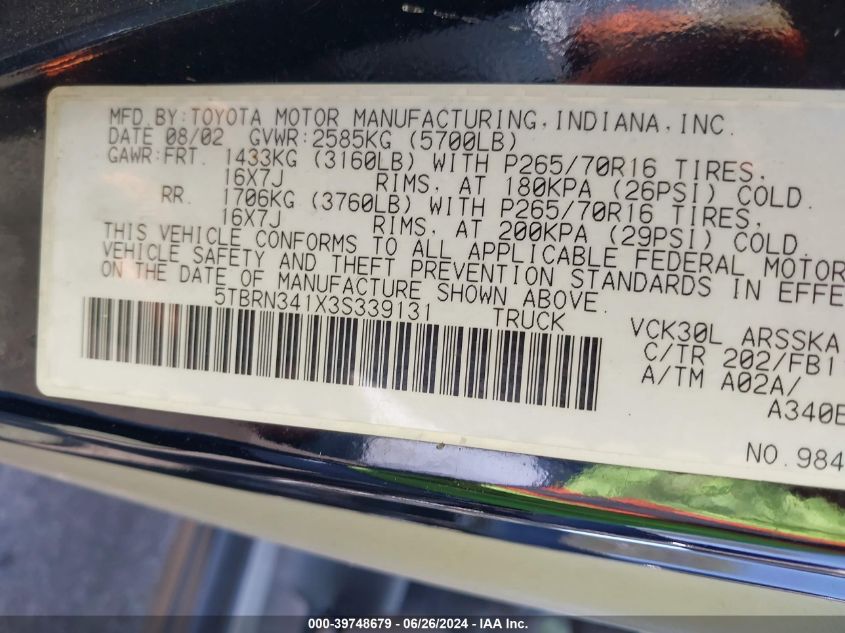 MFD.BY:TOYOTA MOTOR MANUFACTURING,INDIANA,INC.
DATE 08/02 GVWR:2585KG (5700LB)
GAWR:FRT. 1433KG (3160LB) WITH P265/70R16 TIRES,
16X7J RIMS, AT 180KPA (26PSI) COLD.
RR. 1706KG (3760LB) WITH P265/70R16 TIRES,
16X7J RIMS, AT 200KPA (29PSI) COLD.
THIS VEHICLE CONFORMS TO ALL APPLICABLE FEDERAL MOTOR
VEHICLE SAFETY AND THEFT PREVENTION STANDARDS IN EFFE
ON THE DATE OF MANUFACTURE SHOWN ABOVE.
5TBRN341X3S339131 TRUCK
VCK30L ARSSKA
C/TR 202/FB1
A/TM A02A/
A340E
NO.984
000-39748679 / 06/26/2024 - IAA Inc.